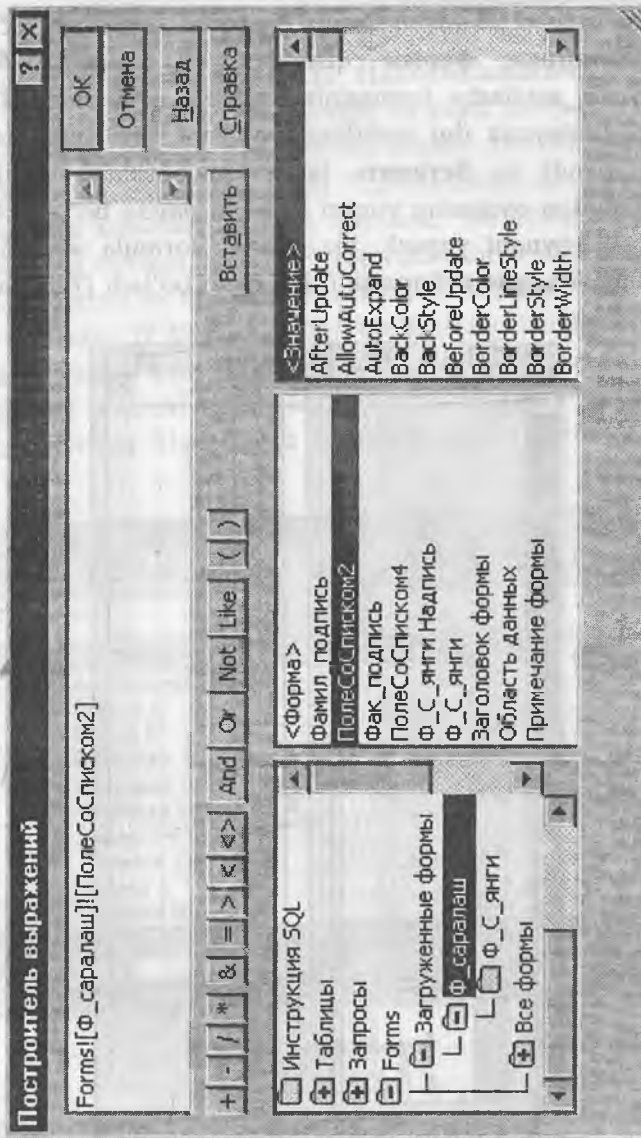 Построитель выражений
? X
Forms![Ф_саралаш]![ПолеСоСписком2]
OK
Отмена
Назад
Справка
+ - / * & = > < <> And Or Not Like ( ) Вставить
Инструкция SQL
Таблицы
Запросы
Forms
Загруженные формы
Ф_саралаш
Ф_С_янги
Все формы
<Форма>
Фамил_подпись
ПолеСоСписком2
Фак_подпись
ПолеСоСписком4
Ф_С_янги Надпись
Ф_С_янги
Заголовок формы
Область данных
Примечание формы
<Значение>
AfterUpdate
AllowAutoCorrect
AutoExpand
BackColor
BackStyle
BeforeUpdate
BorderColor
BorderLineStyle
BorderStyle
BorderWidth